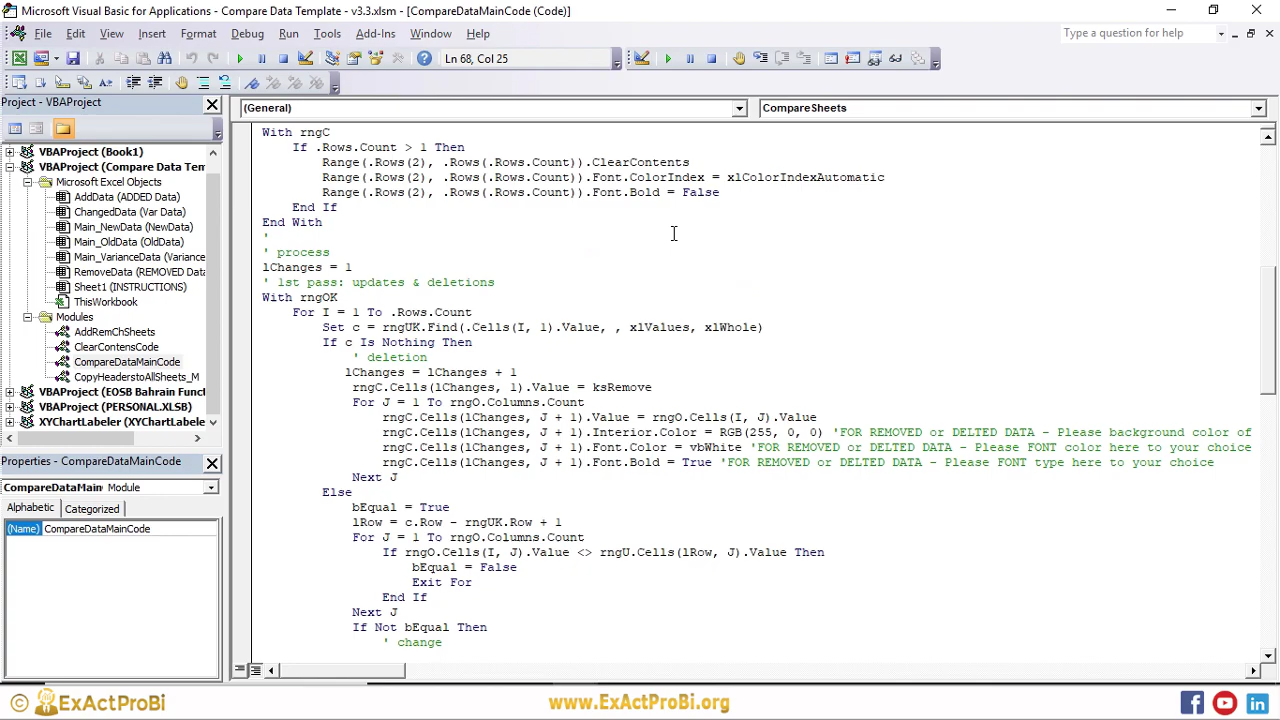 Microsoft Visual Basic for Applications - Compare Data Template - v3.3.xlsm - [CompareDataMainCode (Code)]
File Edit View Insert Format Debug Run Tools Add-Ins Window Help
Type a question for help
Ln 68, Col 25
Project - VBAProject
(General)
CompareSheets
VBAProject (Book1)
VBAProject (Compare Data Tem
Microsoft Excel Objects
AddData (ADDED Data)
ChangedData (Var Data)
Main_NewData (NewData)
Main_OldData (OldData)
Main_VarianceData (Variance
RemoveData (REMOVED Data
Sheet1 (INSTRUCTIONS)
ThisWorkbook
Modules
AddRemChSheets
ClearContensCode
CompareDataMainCode
CopyHeaderstoAllSheets_M
VBAProject (EOSB Bahrain Func
VBAProject (PERSONAL.XLSB)
XYChartLabeler (XYChartLabele
Properties - CompareDataMainCode
CompareDataMain Module
Alphabetic Categorized
(Name) CompareDataMainCode
With rngC
If .Rows.Count > 1 Then
Range(.Rows(2), .Rows(.Rows.Count)).ClearContents
Range(.Rows(2), .Rows(.Rows.Count)).Font.ColorIndex = xlColorIndexAutomatic
Range(.Rows(2), .Rows(.Rows.Count)).Font.Bold = False
End If
End With
'
' process
lChanges = 1
' 1st pass: updates & deletions
With rngOK
For I = 1 To .Rows.Count
Set c = rngUK.Find(.Cells(I, 1).Value, , xlValues, xlWhole)
If c Is Nothing Then
' deletion
lChanges = lChanges + 1
rngC.Cells(lChanges, 1).Value = ksRemove
For J = 1 To rngO.Columns.Count
rngC.Cells(lChanges, J + 1).Value = rngO.Cells(I, J).Value
rngC.Cells(lChanges, J + 1).Interior.Color = RGB(255, 0, 0) 'FOR REMOVED or DELTED DATA - Please background color of
rngC.Cells(lChanges, J + 1).Font.Color = vbWhite 'FOR REMOVED or DELTED DATA - Please FONT color here to your choice
rngC.Cells(lChanges, J + 1).Font.Bold = True 'FOR REMOVED or DELTED DATA - Please FONT type here to your choice
Next J
Else
bEqual = True
lRow = c.Row - rngUK.Row + 1
For J = 1 To rngO.Columns.Count
If rngO.Cells(I, J).Value <> rngU.Cells(lRow, J).Value Then
bEqual = False
Exit For
End If
Next J
If Not bEqual Then
' change
© ExActProBi
www.ExActProBi.org